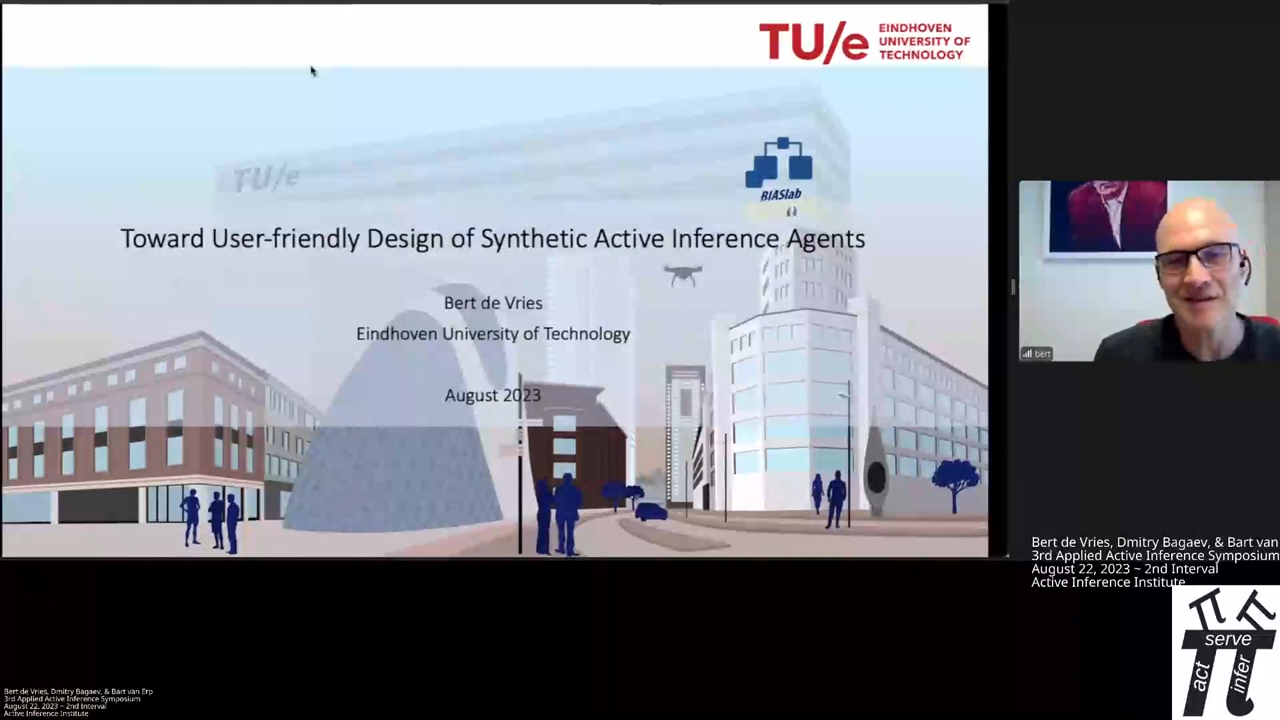 TU/e EINDHOVEN
UNIVERSITY OF
TECHNOLOGY
TU/e
BIASlab
Toward User-friendly Design of Synthetic Active Inference Agents
Bert de Vries
Eindhoven University of Technology
August 2023
bert
Bert de Vries, Dmitry Bagaev, & Bart van
3rd Applied Active Inference Symposium
August 22, 2023 ~ 2nd Interval
Active Inference Institute
serve
act
infer
Bert de Vries, Dmitry Bagaev, & Bart van Erp
3rd Applied Active Inference Symposium
August 22, 2023 ~ 2nd Interval
Active Inference Institute